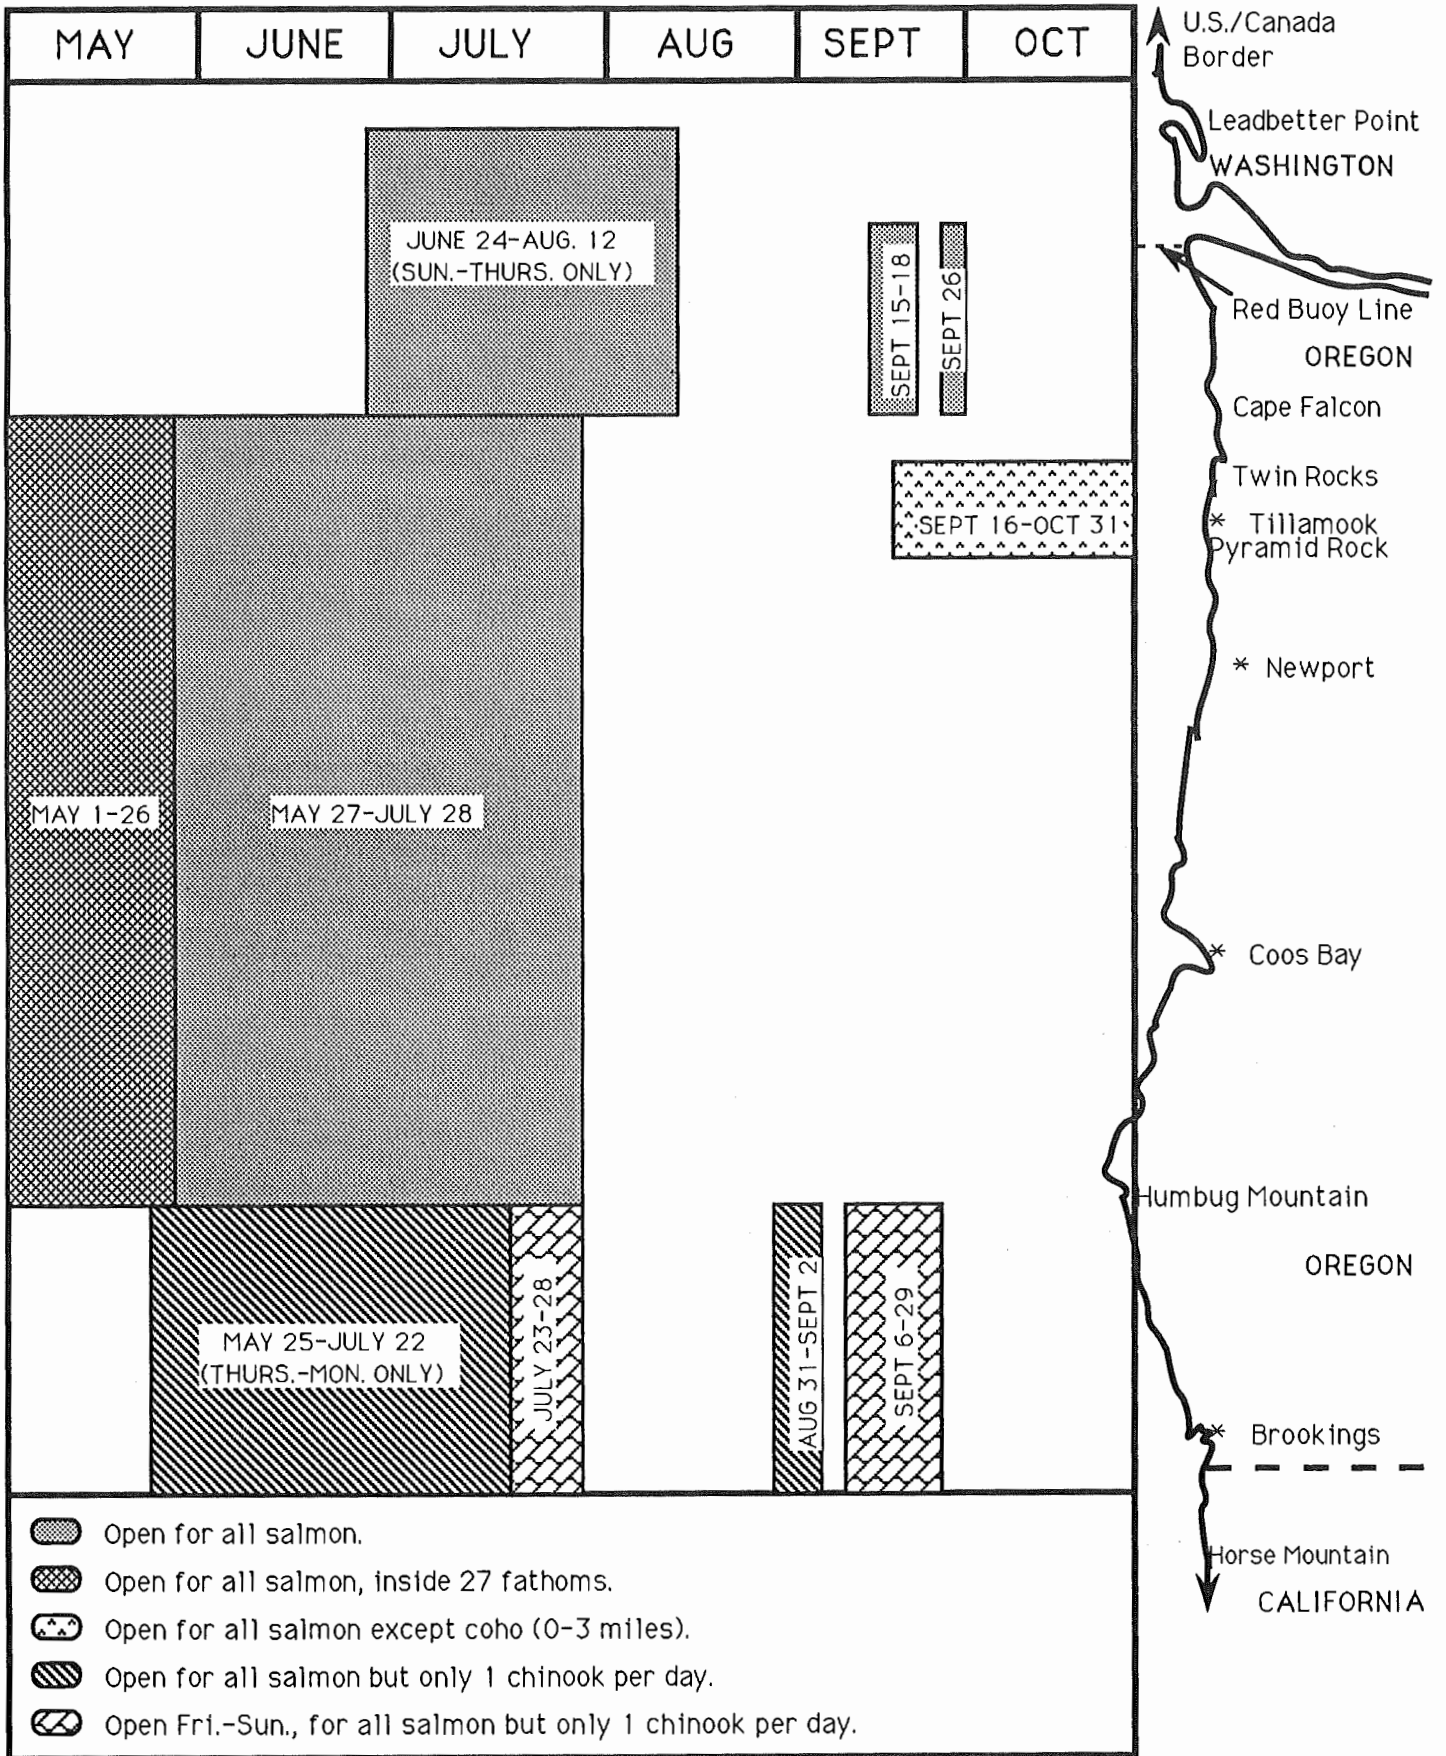 MAY JUNE JULY AUG SEPT OCT
U.S./Canada
Border
Leadbetter Point
WASHINGTON
JUNE 24-AUG. 12
(SUN.-THURS. ONLY)
SEPT 15-18
SEPT 26
Red Buoy Line
OREGON
Cape Falcon
Twin Rocks
SEPT 16-OCT 31
* Tillamook
Pyramid Rock
* Newport
MAY 1-26
MAY 27-JULY 28
* Coos Bay
Humbug Mountain
OREGON
MAY 25-JULY 22
(THURS.-MON. ONLY)
JULY 23-28
AUG 31-SEPT 2
SEPT 6-29
* Brookings
Horse Mountain
CALIFORNIA
Open for all salmon.
Open for all salmon, inside 27 fathoms.
Open for all salmon except coho (0-3 miles).
Open for all salmon but only 1 chinook per day.
Open Fri.-Sun., for all salmon but only 1 chinook per day.